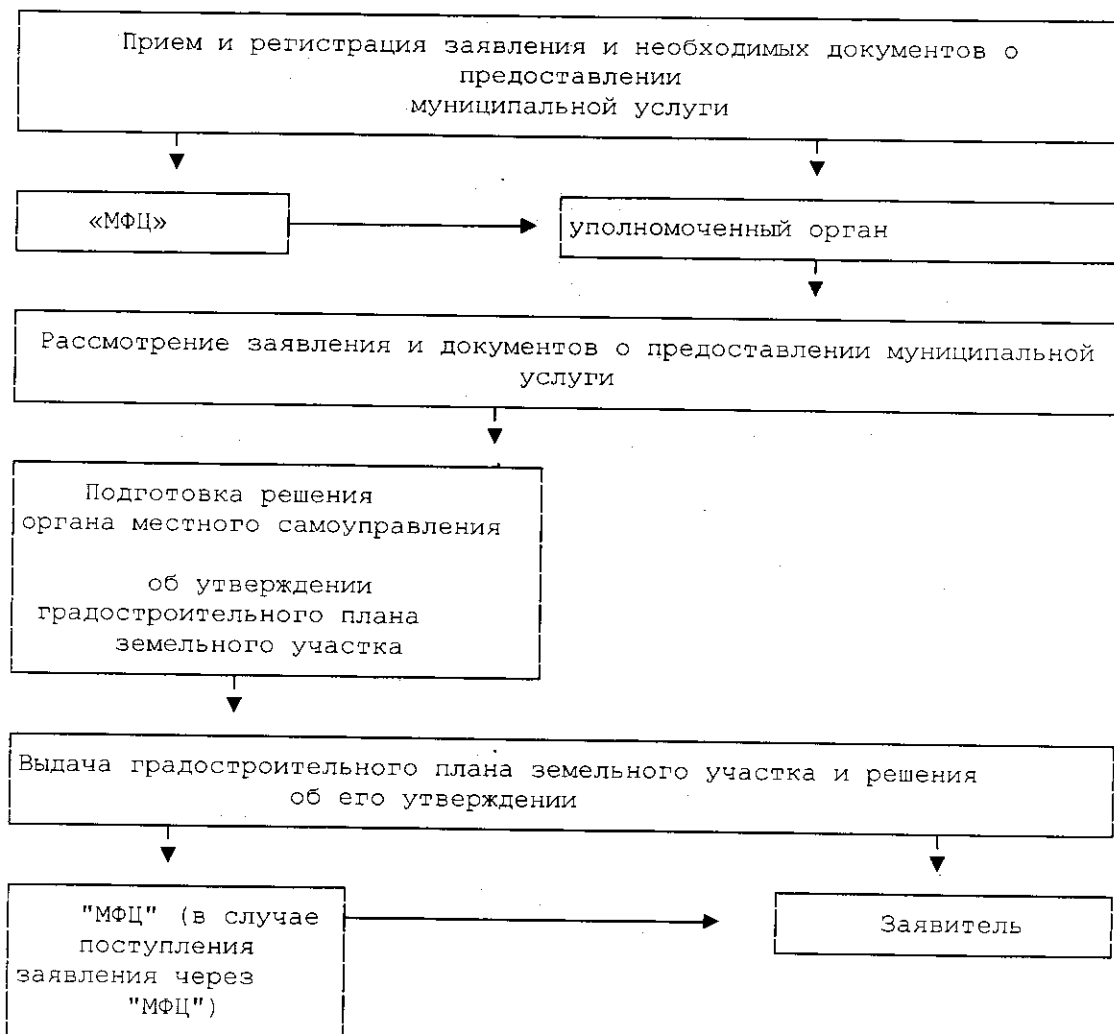 Прием и регистрация заявления и необходимых документов о
предоставлении
муниципальной услуги
«МФЦ»
уполномоченный орган
Рассмотрение заявления и документов о предоставлении муниципальной
услуги
Подготовка решения
органа местного самоуправления
об утверждении
градостроительного плана
земельного участка
Выдача градостроительного плана земельного участка и решения
об его утверждении
"МФЦ" (в случае
поступления
заявления через
"МФЦ")
Заявитель